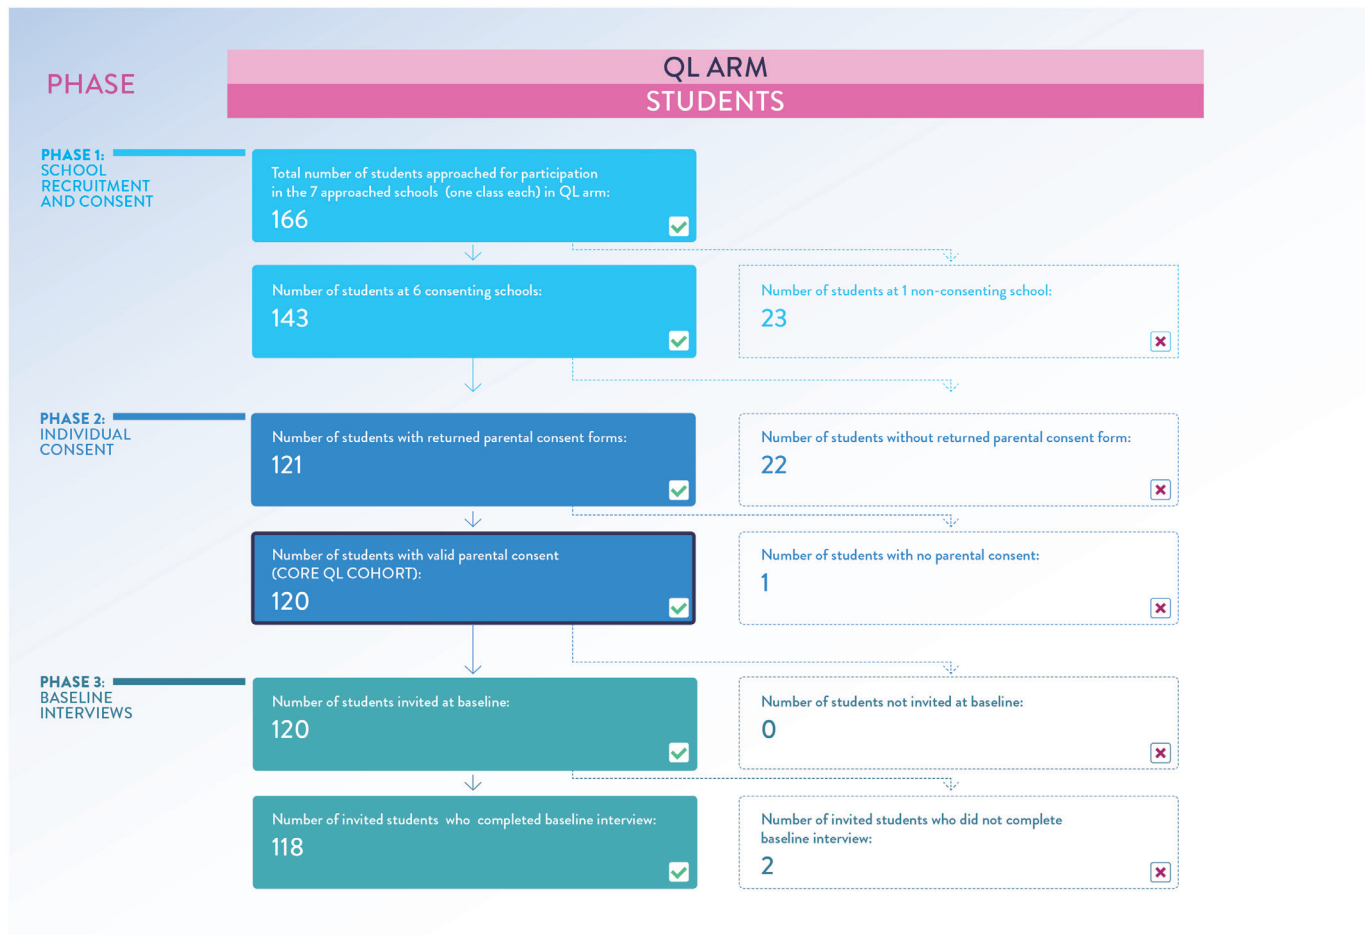 PHASE
QL ARM
STUDENTS
PHASE 1:
SCHOOL
RECRUITMENT
AND CONSENT
Total number of students approached for participation
in the 7 approached schools (one class each) in QL arm:
166
Number of students at 6 consenting schools:
143
Number of students at 1 non-consenting school:
23
PHASE 2:
INDIVIDUAL
CONSENT
Number of students with returned parental consent forms:
121
Number of students without returned parental consent form:
22
Number of students with valid parental consent
(CORE QL COHORT):
120
Number of students with no parental consent:
1
PHASE 3:
BASELINE
INTERVIEWS
Number of students invited at baseline:
120
Number of students not invited at baseline:
0
Number of invited students who completed baseline interview:
118
Number of invited students who did not complete
baseline interview:
2